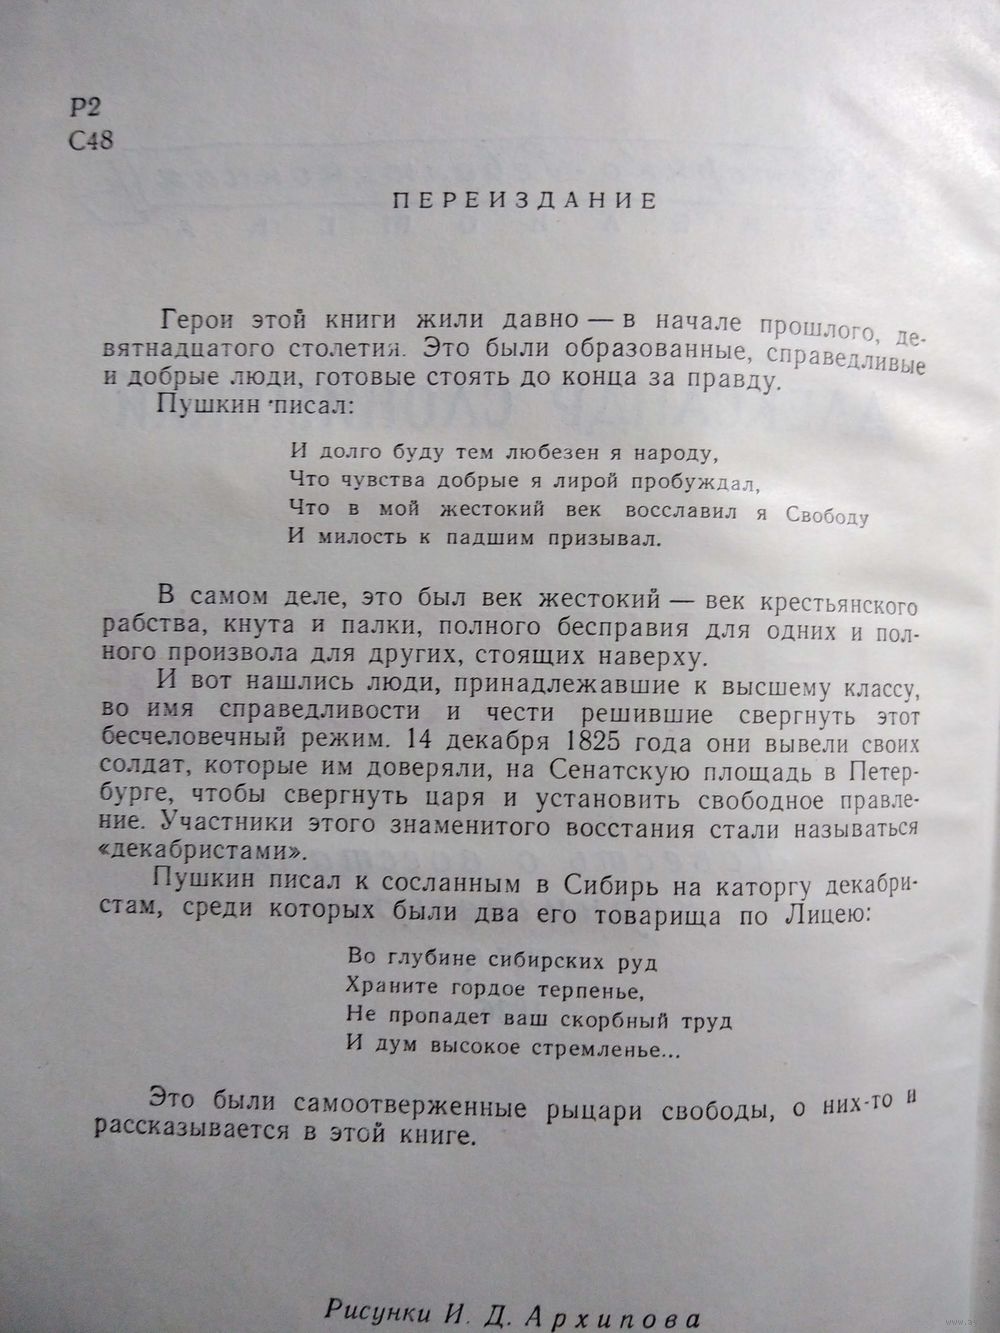 Р2
С48
ПЕРЕИЗДАНИЕ
Герои этой книги жили давно — в начале прошлого, де-
вятнадцатого столетия. Это были образованные, справедливые
и добрые люди, готовые стоять до конца за правду.
Пушкин писал:
И долго буду тем любезен я народу,
Что чувства добрые я лирой пробуждал,
Что в мой жестокий век восславил я Свободу
И милость к падшим призывал.
В самом деле, это был век жестокий — век крестьянского
рабства, кнута и палки, полного бесправия для одних и пол-
ного произвола для других, стоящих наверху.
И вот нашлись люди, принадлежавшие к высшему классу,
во имя справедливости и чести решившие свергнуть этот
бесчеловечный режим. 14 декабря 1825 года они вывели своих
солдат, которые им доверяли, на Сенатскую площадь в Петер-
бурге, чтобы свергнуть царя и установить свободное правле-
ние. Участники этого знаменитого восстания стали называться
«декабристами».
Пушкин писал к сосланным в Сибирь на каторгу декабри-
стам, среди которых были два его товарища по Лицею:
Во глубине сибирских руд
Храните гордое терпенье,
Не пропадет ваш скорбный труд
И дум высокое стремленье...
Это были самоотверженные рыцари свободы, о них-то и
рассказывается в этой книге.
Рисунки И. Д. Архипова